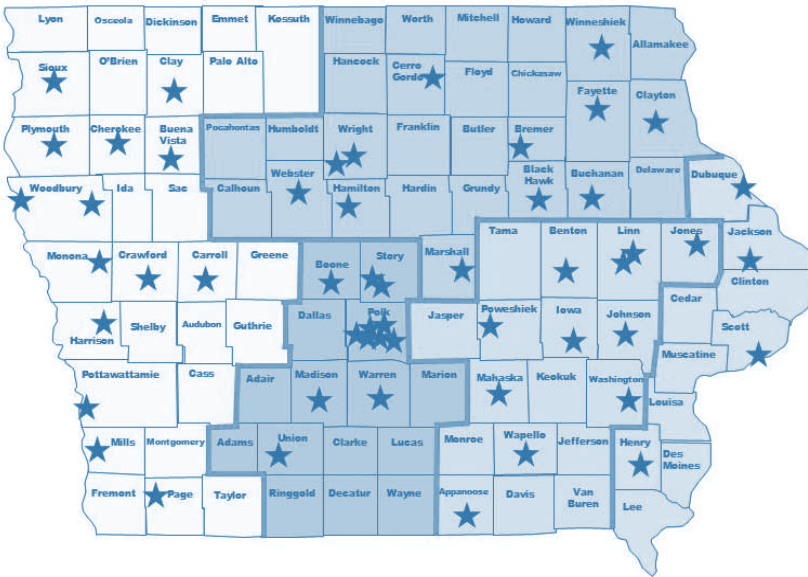 Lyon
Osceola
Dickinson
Emmet
Kossuth
Winnebago
Worth
Mitchell
Howard
Winneshiek
Allamakee
Sioux
O'Brien
Clay
Palo Alto
Hancock
Cerro
Gordo
Floyd
Chickasaw
Fayette
Clayton
Plymouth
Cherokee
Buena
Vista
Pocahontas
Humboldt
Wright
Franklin
Butler
Bremer
Woodbury
Ida
Sac
Calhoun
Webster
Hamilton
Hardin
Grundy
Black
Hawk
Buchanan
Delaware
Dubuque
Monona
Crawford
Carroll
Greene
Boone
Story
Marshall
Tama
Benton
Linn
Jones
Jackson
Clinton
Harrison
Shelby
Audubon
Guthrie
Dallas
Polk
Jasper
Poweshiek
Iowa
Johnson
Cedar
Scott
Muscatine
Pottawattamie
Cass
Adair
Madison
Warren
Marion
Mahaska
Keokuk
Washington
Louisa
Mills
Montgomery
Adams
Union
Clarke
Lucas
Monroe
Wapello
Jefferson
Henry
Des
Moines
Fremont
Page
Taylor
Ringgold
Decatur
Wayne
Appanoose
Davis
Van
Buren
Lee